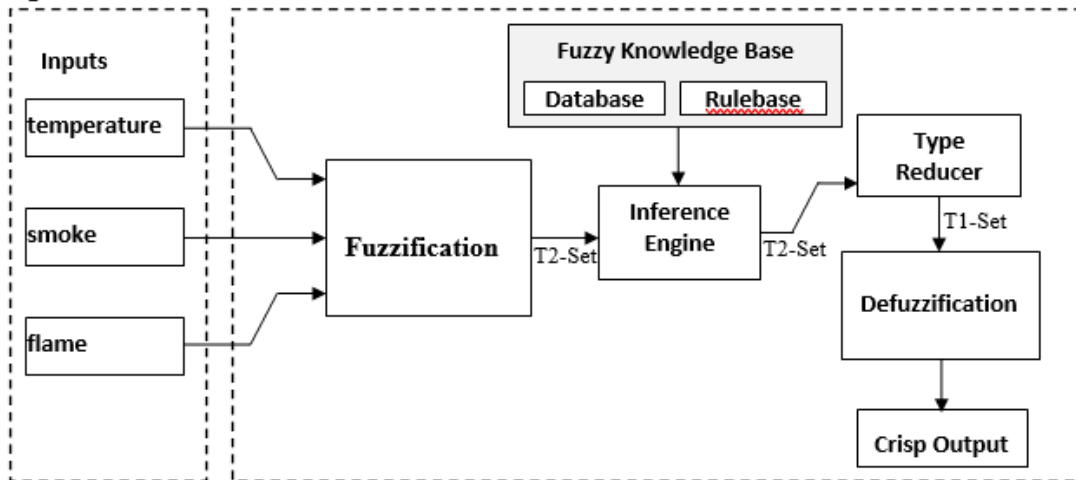 Inputs
temperature
smoke
flame
Fuzzification
T2-Set
Fuzzy Knowledge Base
Database
Rulebase
Inference
Engine
T2-Set
Type
Reducer
T1-Set
Defuzzification
Crisp Output